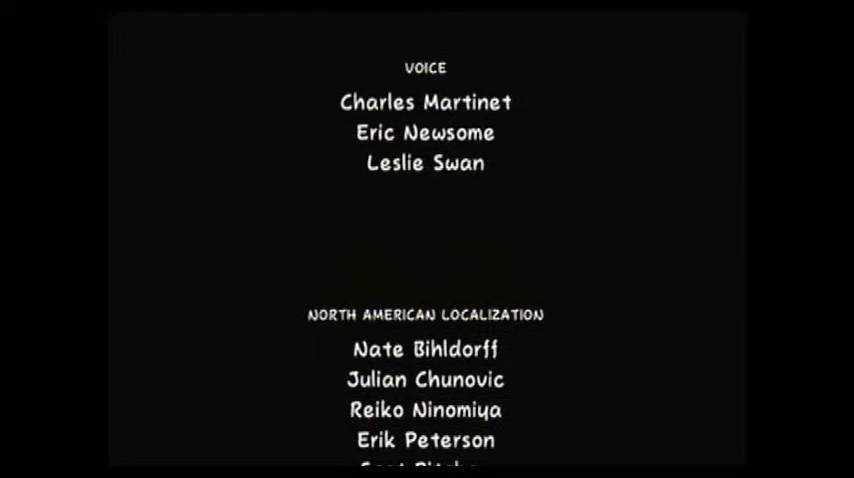 VOICE
Charles Martinet
Eric Newsome
Leslie Swan
NORTH AMERICAN LOCALIZATION
Nate Bihldorff
Julian Chunovic
Reiko Ninomiya
Erik Peterson